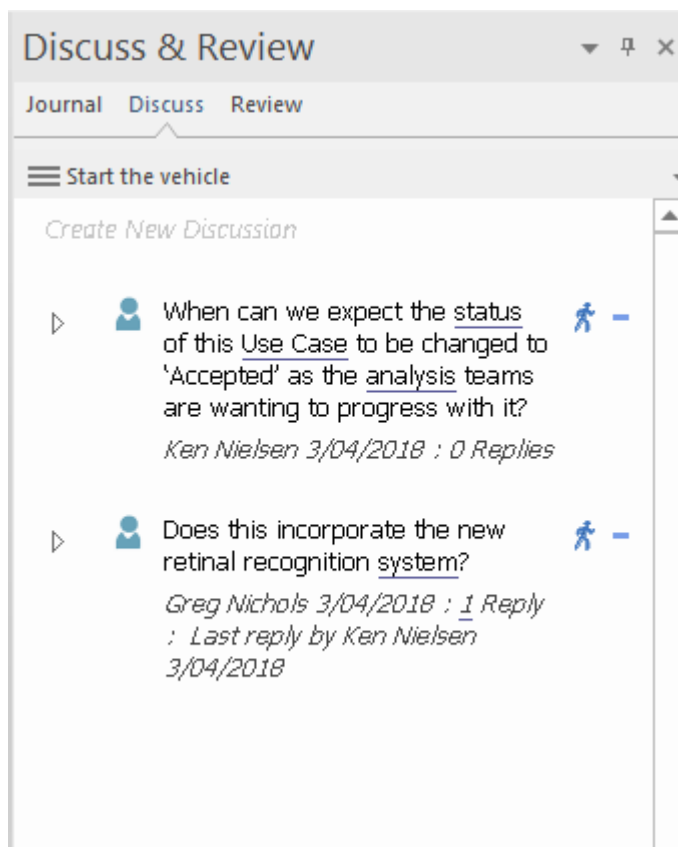 Discuss & Review
Journal Discuss Review
Start the vehicle
Create New Discussion
When can we expect the status
of this Use Case to be changed to
'Accepted' as the analysis teams
are wanting to progress with it?
Ken Nielsen 3/04/2018 : 0 Replies
Does this incorporate the new
retinal recognition system?
Greg Nichols 3/04/2018 : 1 Reply
: Last reply by Ken Nielsen
3/04/2018